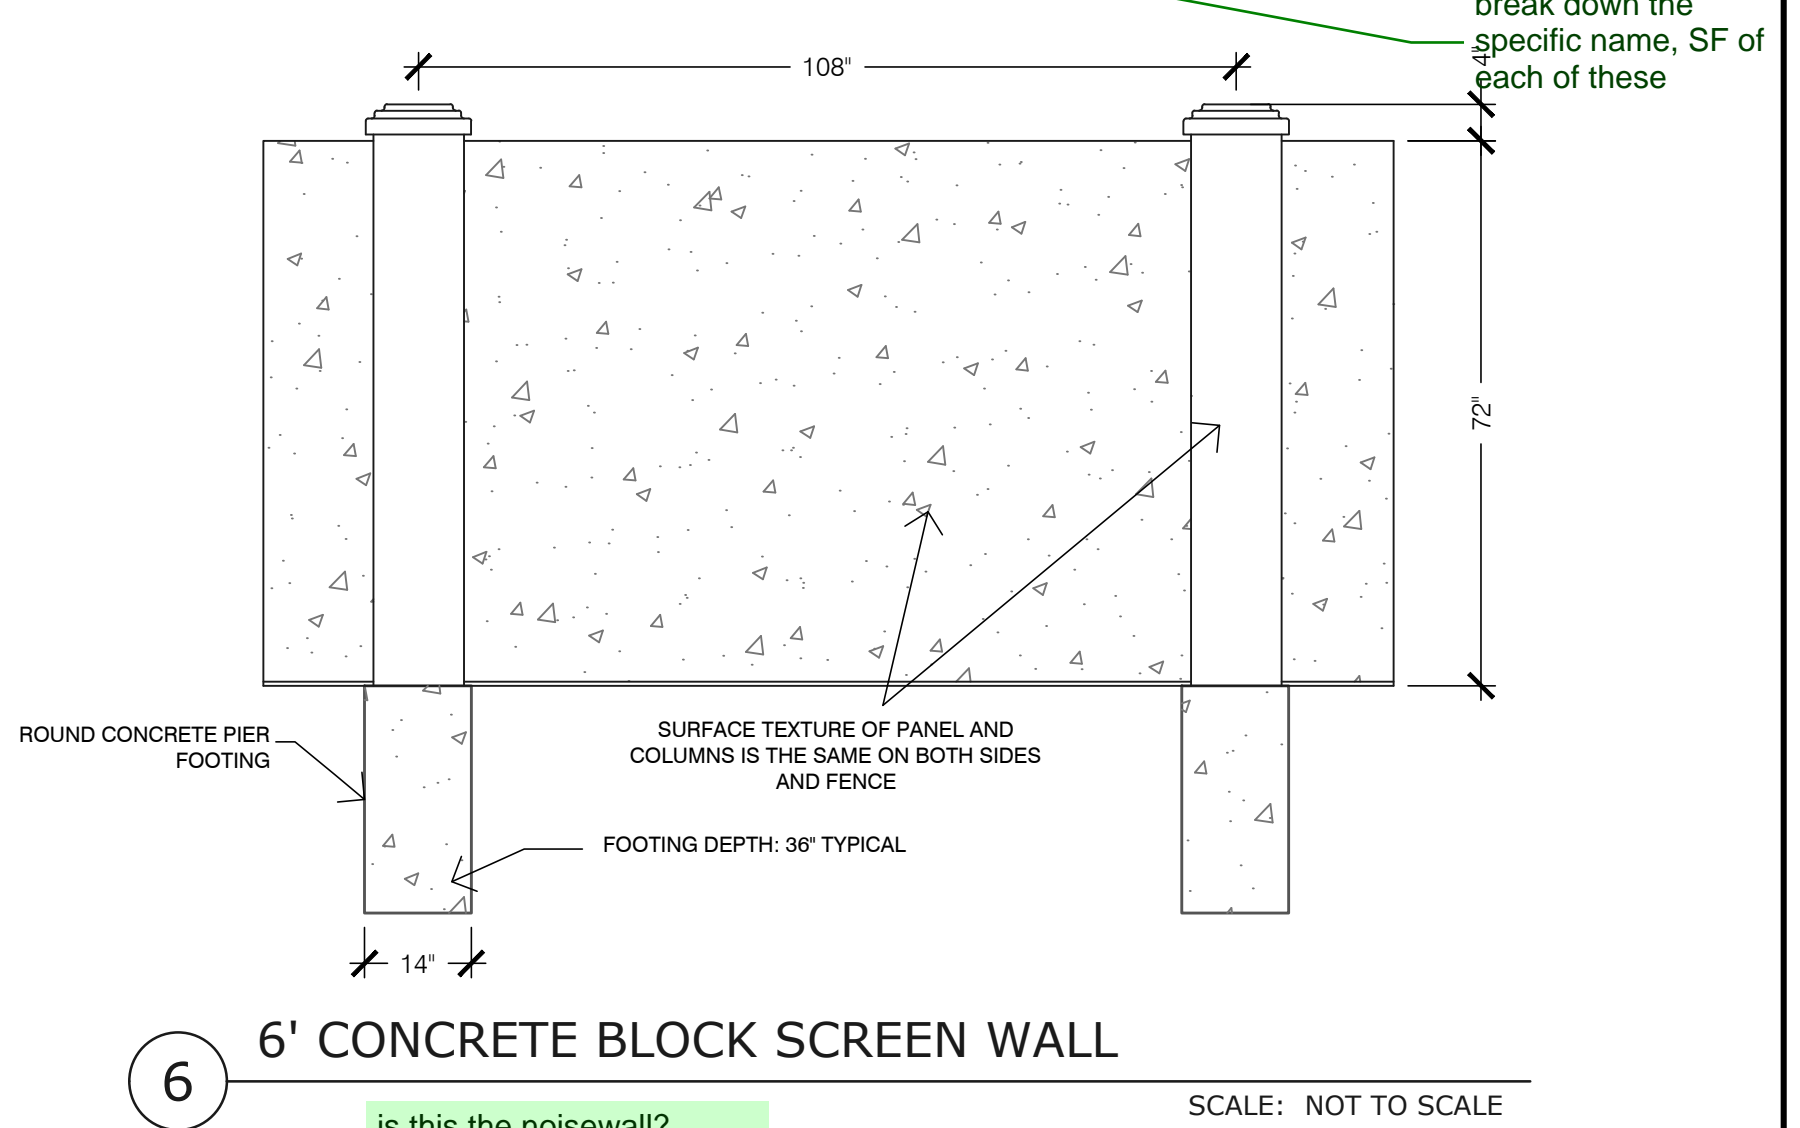 break down the
specific name, SF of
each of these
108"
4"
72"
ROUND CONCRETE PIER
FOOTING
SURFACE TEXTURE OF PANEL AND
COLUMNS IS THE SAME ON BOTH SIDES
AND FENCE
FOOTING DEPTH: 36" TYPICAL
14"
6
6' CONCRETE BLOCK SCREEN WALL
SCALE: NOT TO SCALE
is this the noisewall?